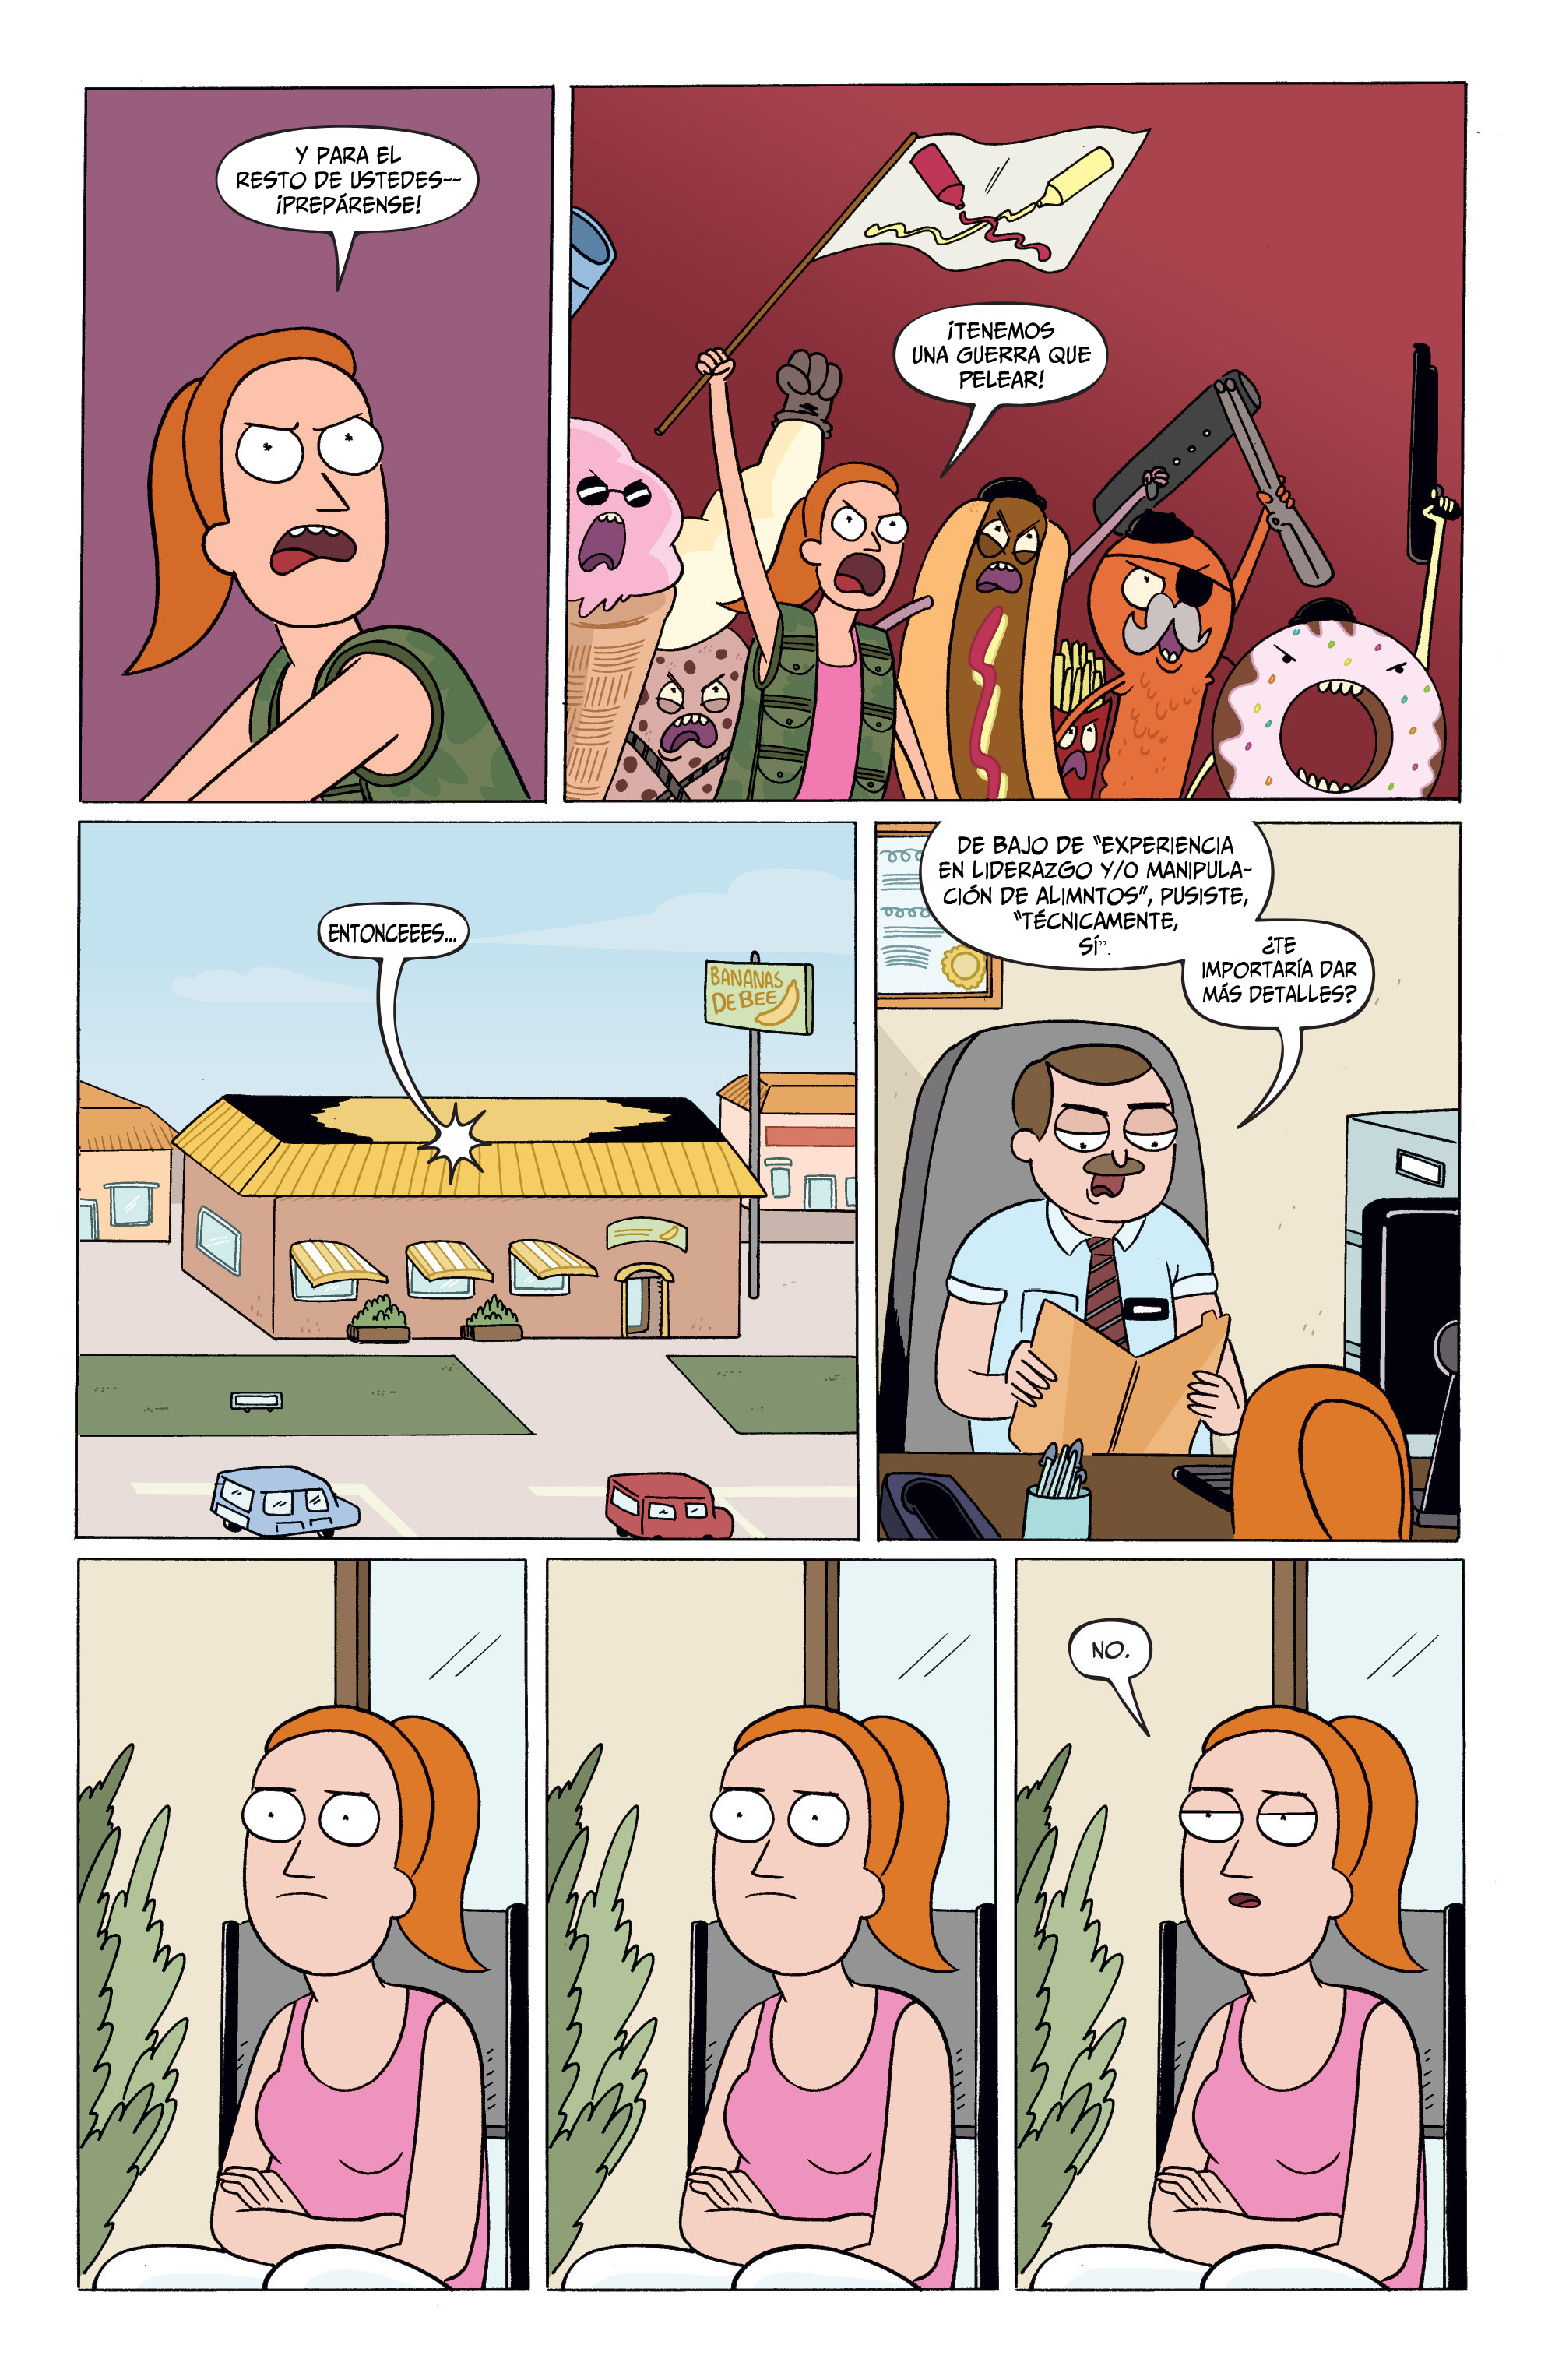 Y PARA EL
RESTO DE USTEDES--
¡PREPÁRENSE!
¡TENEMOS
UNA GUERRA QUE
PELEAR!
ENTONCEEES...
BANANAS
DE BEE
DE BAJO DE “EXPERIENCIA
EN LIDERAZGO Y/O MANIPULA-
CIÓN DE ALIMNTOS”, PUSISTE,
“TÉCNICAMENTE,
SÍ”.
¿TE
IMPORTARÍA DAR
MÁS DETALLES?
NO.